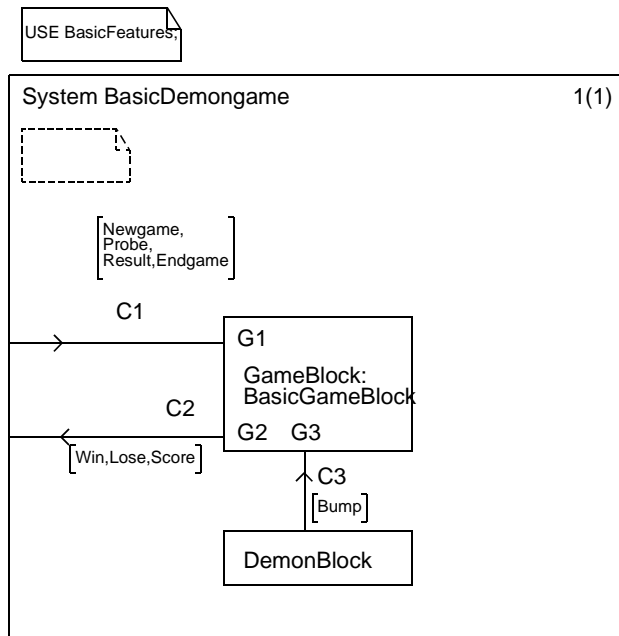 USE BasicFeatures;
System BasicDemongame 1(1)
[Newgame,
Probe,
Result,Endgame]
C1
G1
GameBlock:
BasicGameBlock
C2
G2 G3
[Win,Lose,Score]
C3
[Bump]
DemonBlock